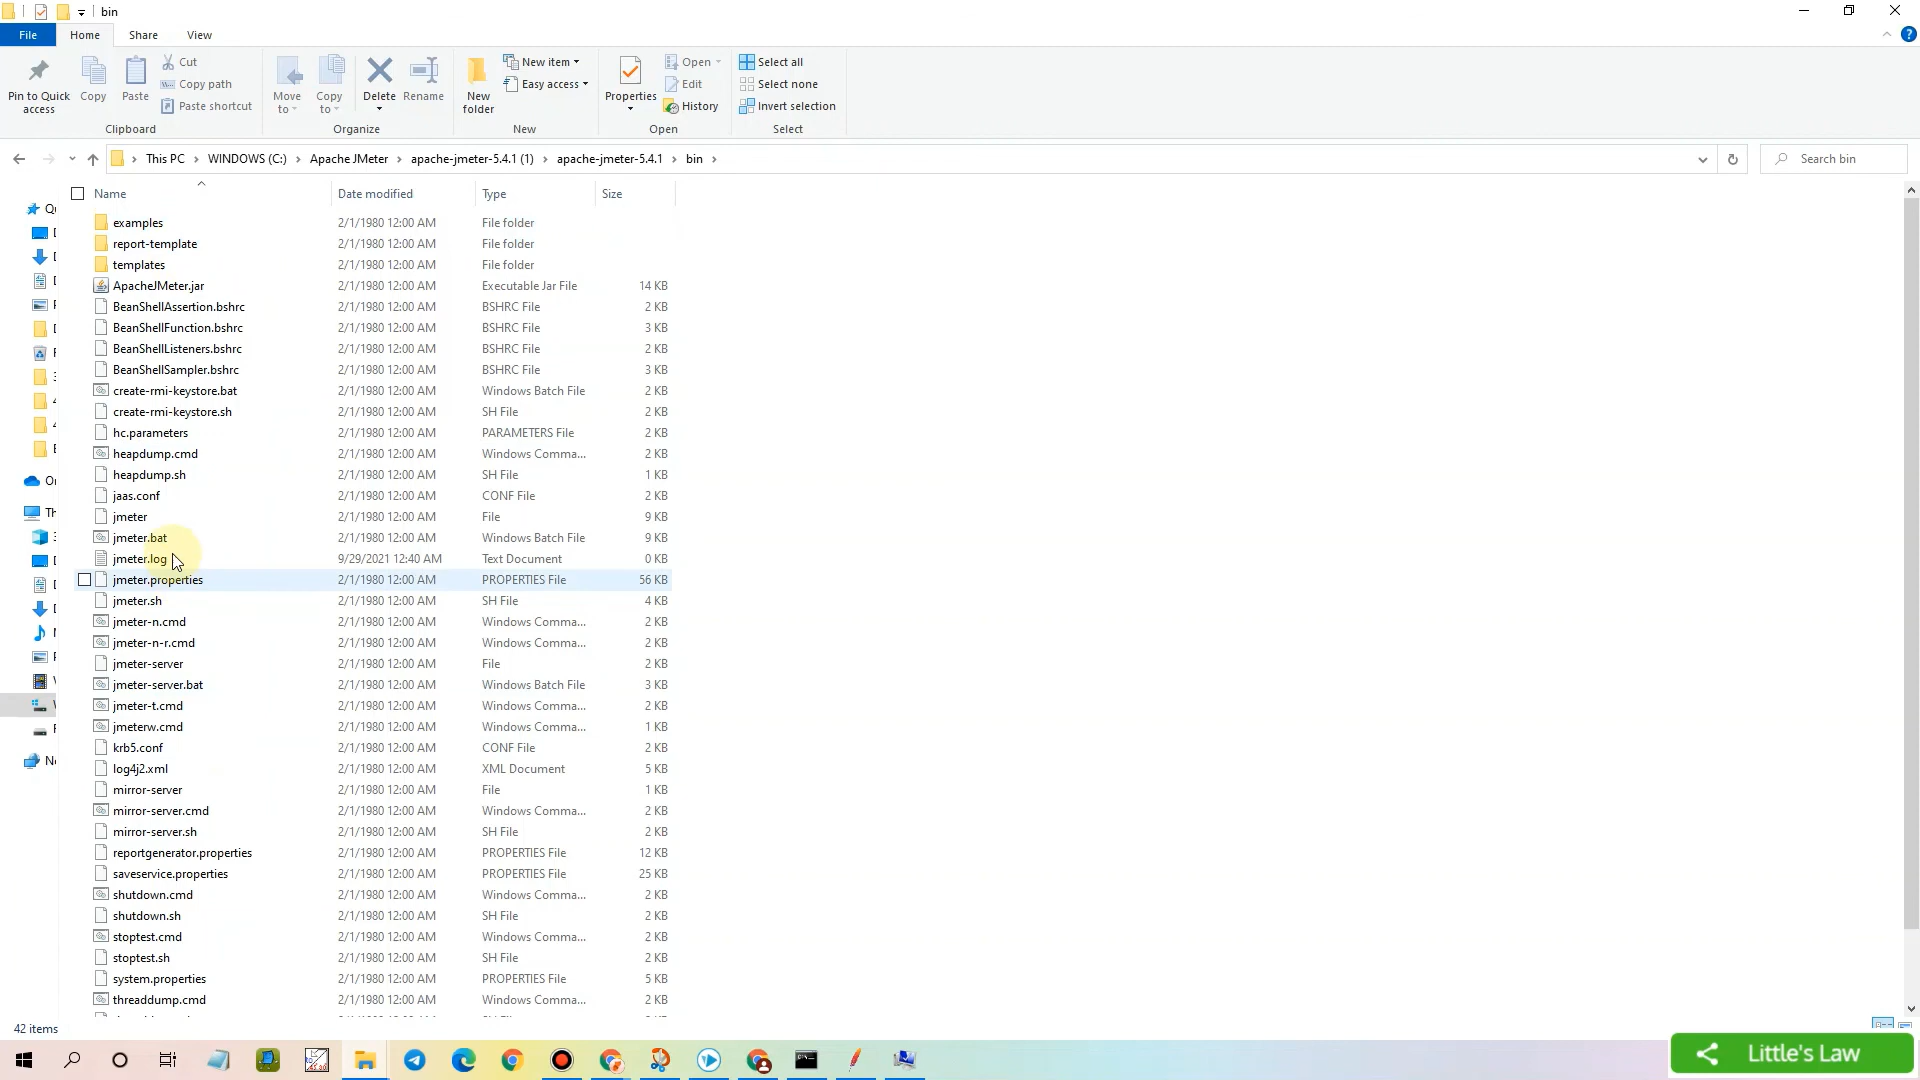 bin
File Home Share View
Pin to Quick access
Copy
Paste
Cut
Copy path
Paste shortcut
Clipboard
Move to
Copy to
Delete
Rename
Organize
New folder
New item
Easy access
New
Properties
Open
Edit
History
Open
Select all
Select none
Invert selection
Select
This PC WINDOWS (C:) Apache JMeter apache-jmeter-5.4.1 (1) apache-jmeter-5.4.1 bin
Search bin
Name Date modified Type Size
examples 2/1/1980 12:00 AM File folder
report-template 2/1/1980 12:00 AM File folder
templates 2/1/1980 12:00 AM File folder
ApacheJMeter.jar 2/1/1980 12:00 AM Executable Jar File 14 KB
BeanShellAssertion.bshrc 2/1/1980 12:00 AM BSHRC File 2 KB
BeanShellFunction.bshrc 2/1/1980 12:00 AM BSHRC File 3 KB
BeanShellListeners.bshrc 2/1/1980 12:00 AM BSHRC File 2 KB
BeanShellSampler.bshrc 2/1/1980 12:00 AM BSHRC File 3 KB
create-rmi-keystore.bat 2/1/1980 12:00 AM Windows Batch File 2 KB
create-rmi-keystore.sh 2/1/1980 12:00 AM SH File 2 KB
hc.parameters 2/1/1980 12:00 AM PARAMETERS File 2 KB
heapdump.cmd 2/1/1980 12:00 AM Windows Comma... 2 KB
heapdump.sh 2/1/1980 12:00 AM SH File 1 KB
jaas.conf 2/1/1980 12:00 AM CONF File 2 KB
jmeter 2/1/1980 12:00 AM File 9 KB
jmeter.bat 2/1/1980 12:00 AM Windows Batch File 9 KB
jmeter.log 9/29/2021 12:40 AM Text Document 0 KB
jmeter.properties 2/1/1980 12:00 AM PROPERTIES File 56 KB
jmeter.sh 2/1/1980 12:00 AM SH File 4 KB
jmeter-n.cmd 2/1/1980 12:00 AM Windows Comma... 2 KB
jmeter-n-r.cmd 2/1/1980 12:00 AM Windows Comma... 2 KB
jmeter-server 2/1/1980 12:00 AM File 2 KB
jmeter-server.bat 2/1/1980 12:00 AM Windows Batch File 3 KB
jmeter-t.cmd 2/1/1980 12:00 AM Windows Comma... 2 KB
jmeterw.cmd 2/1/1980 12:00 AM Windows Comma... 1 KB
krb5.conf 2/1/1980 12:00 AM CONF File 2 KB
log4j2.xml 2/1/1980 12:00 AM XML Document 5 KB
mirror-server 2/1/1980 12:00 AM File 1 KB
mirror-server.cmd 2/1/1980 12:00 AM Windows Comma... 2 KB
mirror-server.sh 2/1/1980 12:00 AM SH File 2 KB
reportgenerator.properties 2/1/1980 12:00 AM PROPERTIES File 12 KB
saveservice.properties 2/1/1980 12:00 AM PROPERTIES File 25 KB
shutdown.cmd 2/1/1980 12:00 AM Windows Comma... 2 KB
shutdown.sh 2/1/1980 12:00 AM SH File 2 KB
stoptest.cmd 2/1/1980 12:00 AM Windows Comma... 2 KB
stoptest.sh 2/1/1980 12:00 AM SH File 2 KB
system.properties 2/1/1980 12:00 AM PROPERTIES File 5 KB
threaddump.cmd 2/1/1980 12:00 AM Windows Comma... 2 KB
42 items
Little's Law